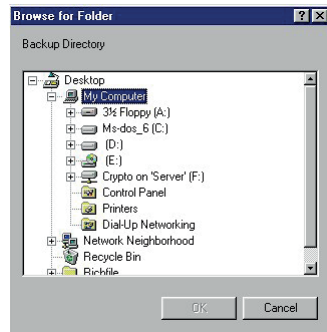 Browse for Folder
Backup Directory
Desktop
My Computer
3½ Floppy (A:)
Ms-dos_6 (C:)
(D:)
(E:)
Crypto on 'Server' (F:)
Control Panel
Printers
Dial-Up Networking
Network Neighborhood
Recycle Bin
Richfile
OK
Cancel